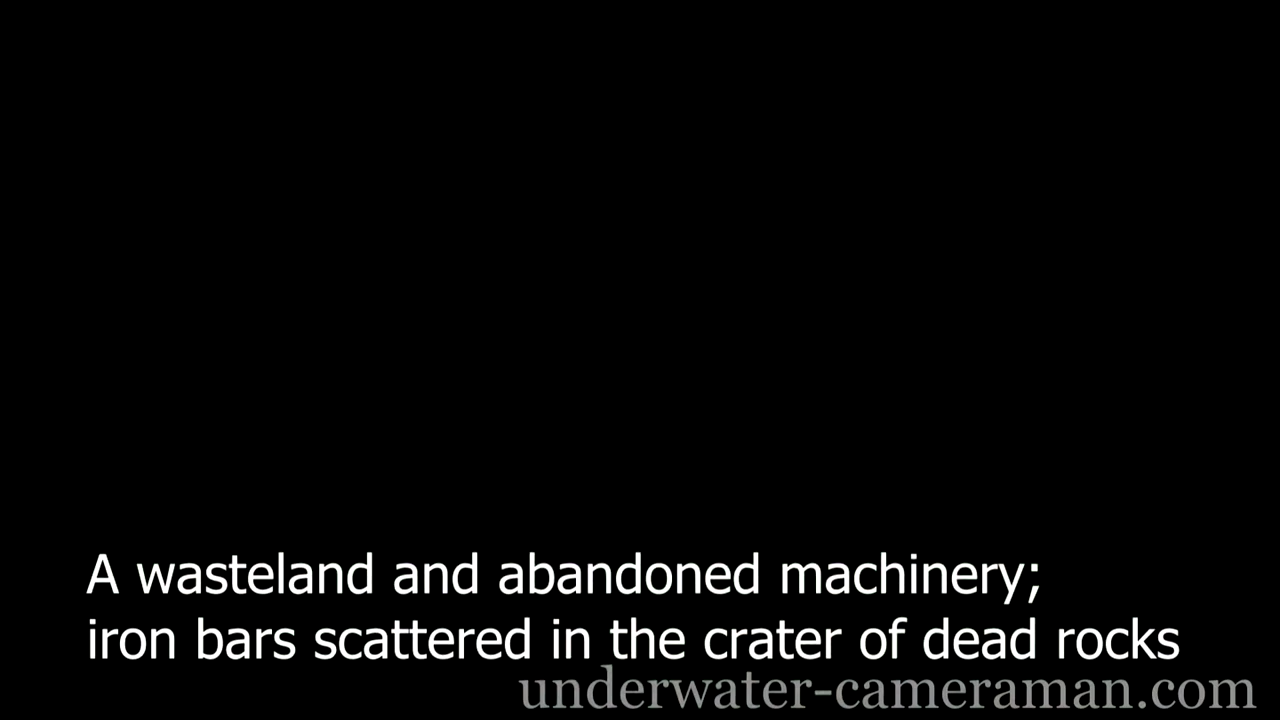 A wasteland and abandoned machinery;
iron bars scattered in the crater of dead rocks
underwater-cameraman.com